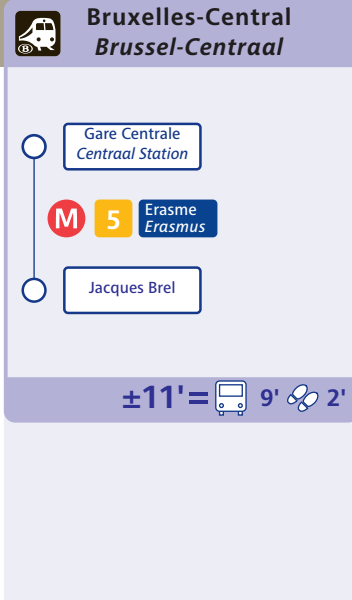 Bruxelles-Central
Brussel-Centraal
B
Gare Centrale
Centraal Station
M 5 Erasme
Erasmus
Jacques Brel
±11'= 9' 2'